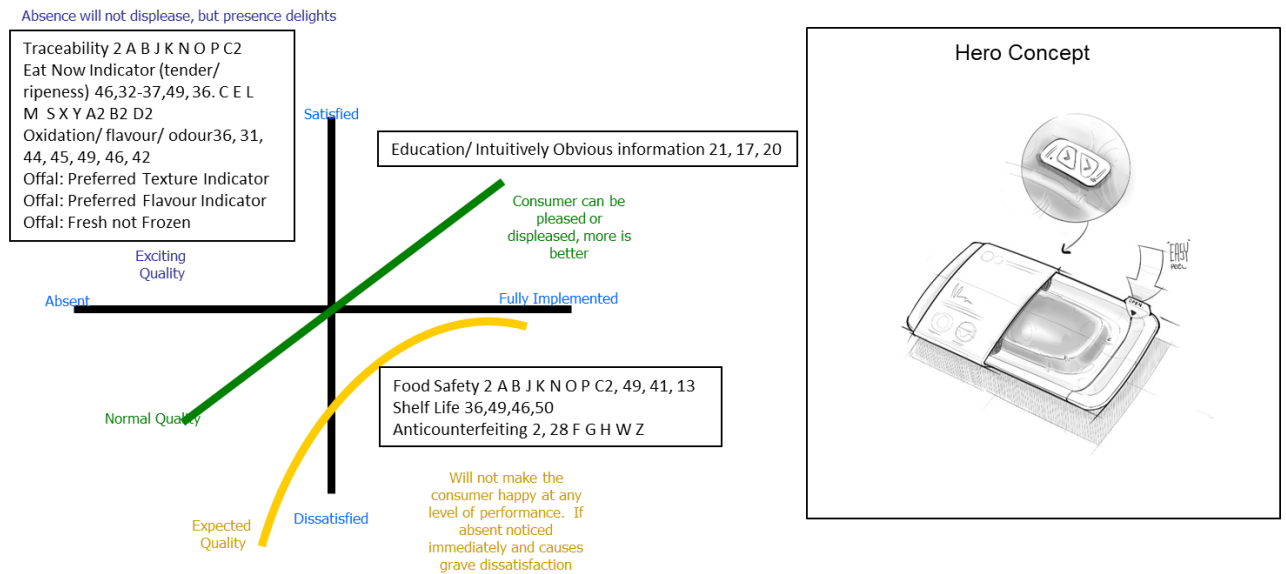 Absence will not displease, but presence delights
Traceability 2 A B J K N O P C2
Eat Now Indicator (tender/
ripeness) 46,32-37,49, 36. C E L
M S X Y A2 B2 D2
Oxidation/ flavour/ odour36, 31,
44, 45, 49, 46, 42
Offal: Preferred Texture Indicator
Offal: Preferred Flavour Indicator
Offal: Fresh not Frozen
Exciting
Quality
Satisfied
Education/ Intuitively Obvious information 21, 17, 20
Consumer can be
pleased or
displeased, more is
better
Absent
Fully Implemented
Food Safety 2 A B J K N O P C2, 49, 41, 13
Shelf Life 36,49,46,50
Anticounterfeiting 2, 28 F G H W Z
Normal Quality
Will not make the
consumer happy at any
level of performance. If
absent noticed
immediately and causes
grave dissatisfaction
Expected
Quality
Dissatisfied
Hero Concept
"EASY"
PEEL
OPEN